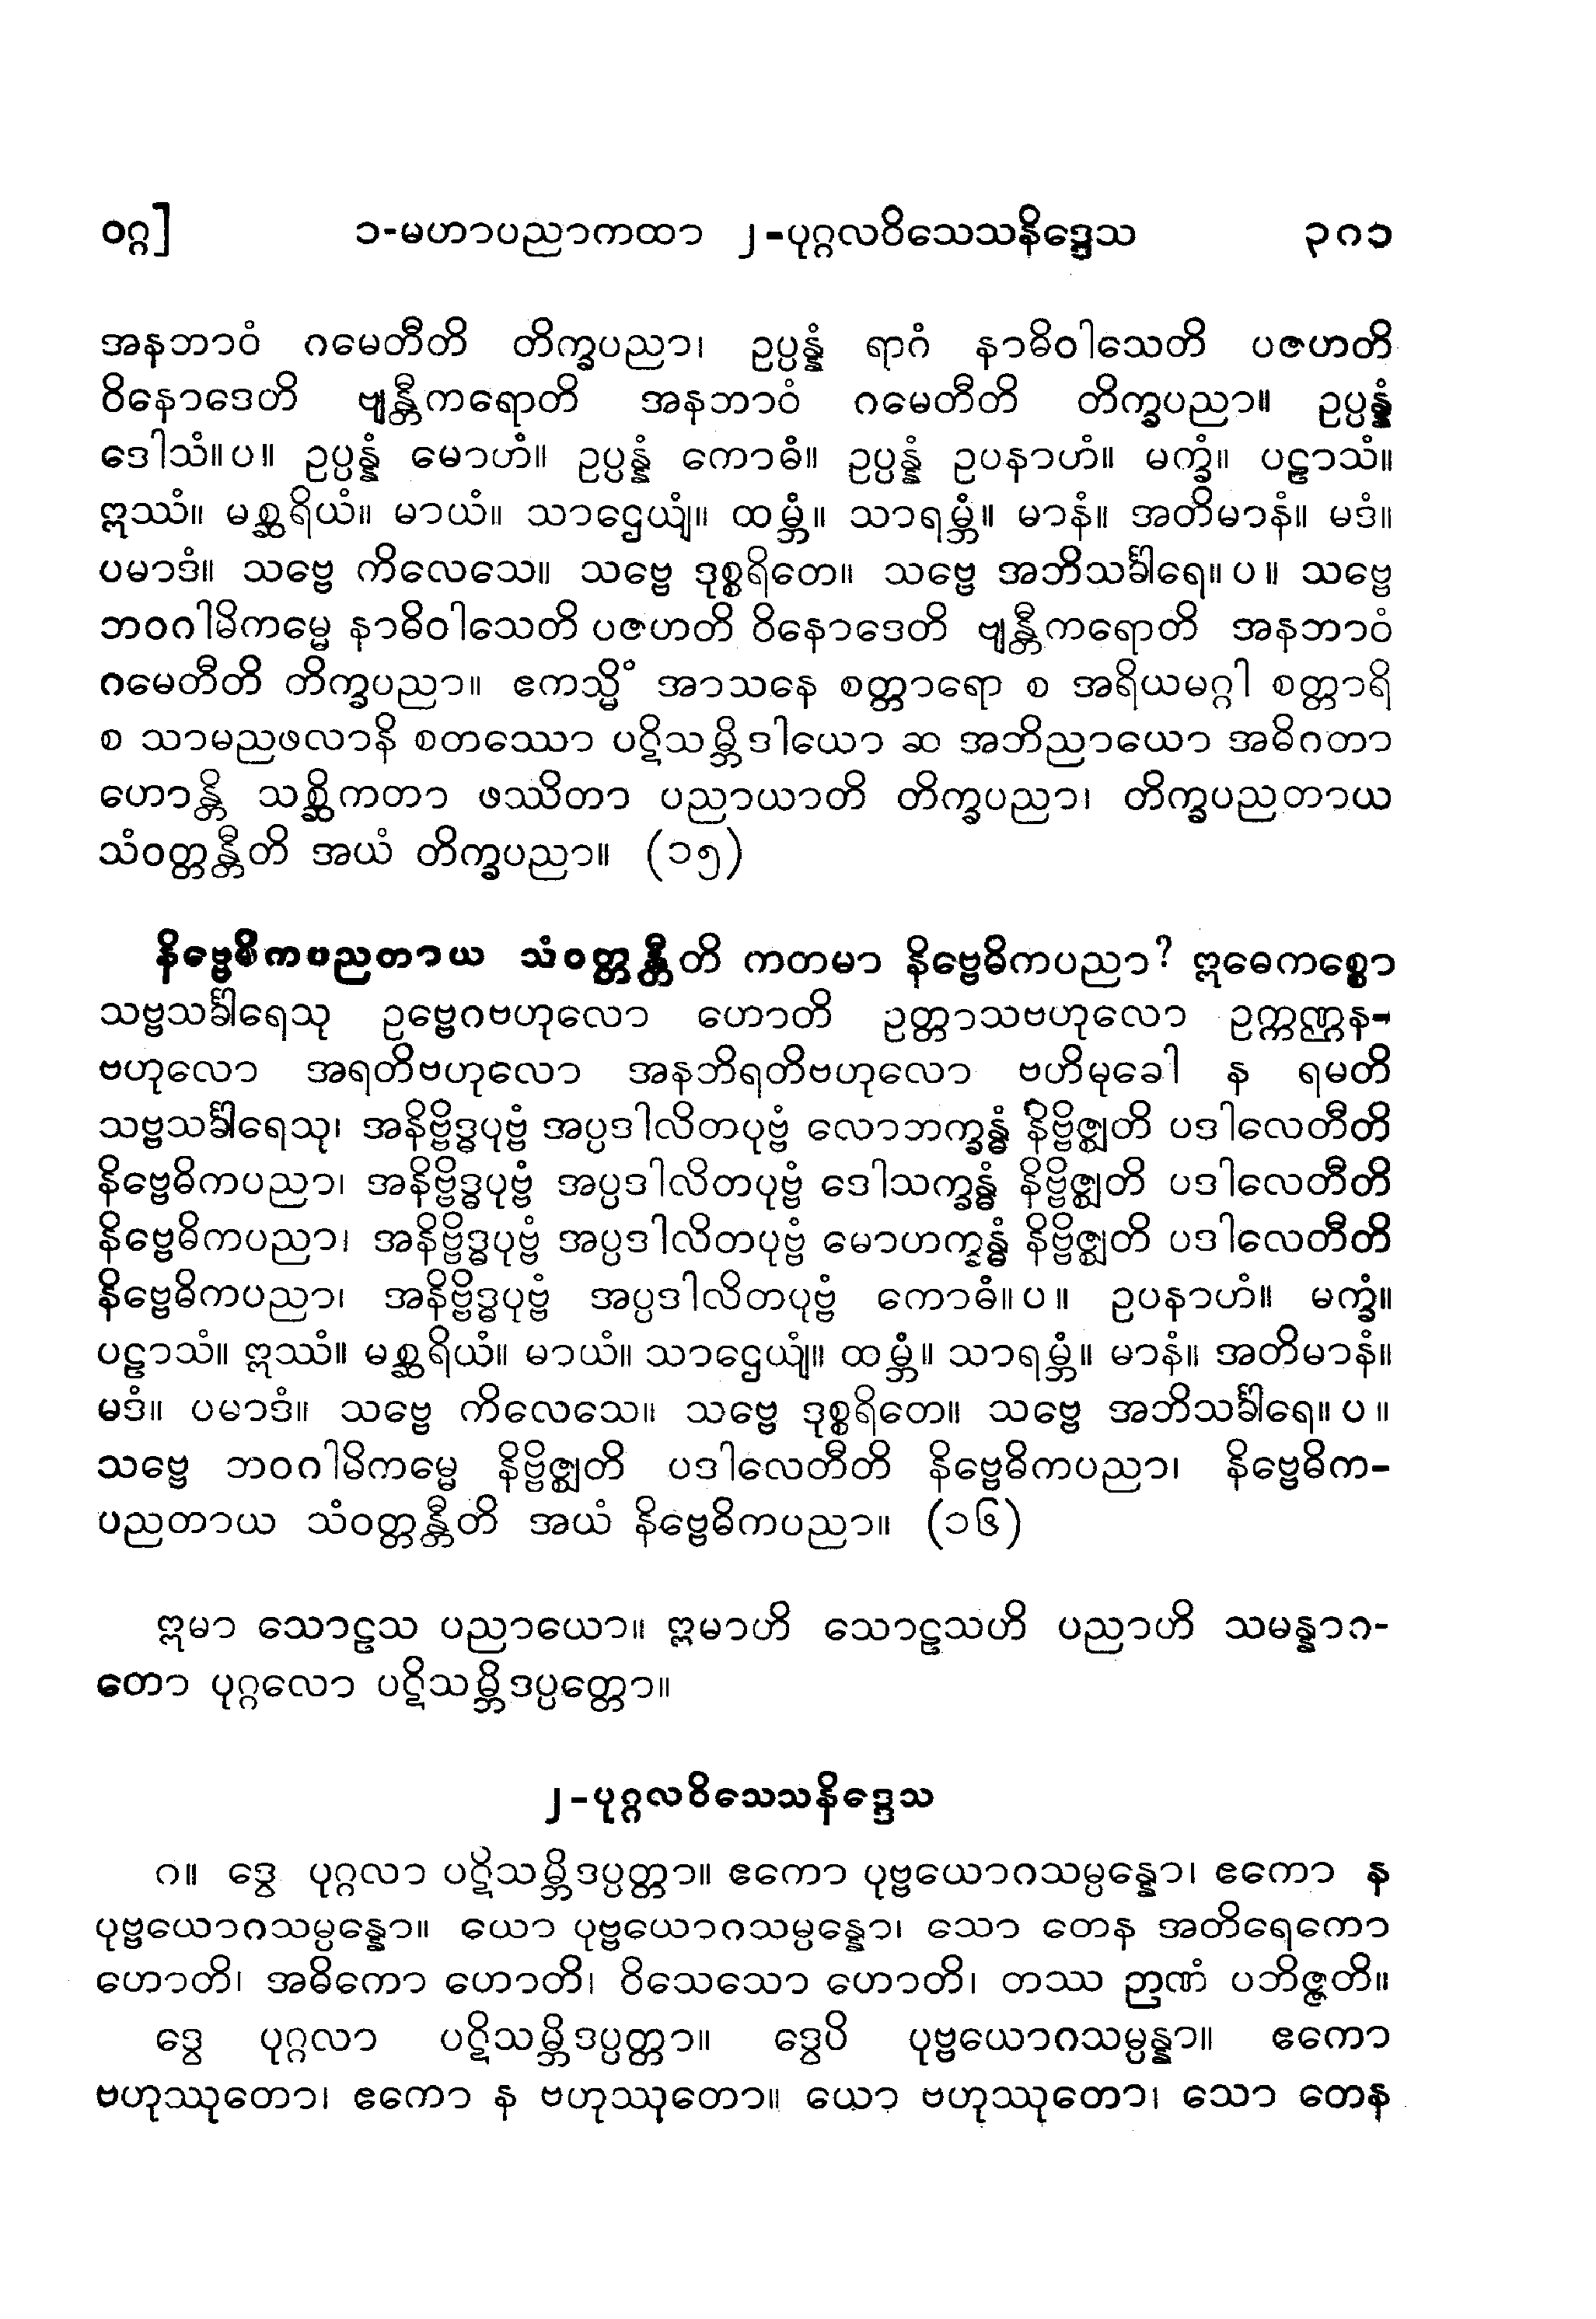 ဝဂ္ဂ] ၁-မဟာပညာကထာ ၂-ပုဂ္ဂလဝိသေသနိဒ္ဒေသ ၃၈၁
အနဘာဝံ ဂမေတီတိ တိက္ခပညာ၊ ဥပ္ပန္နံ ရာဂံ နာဓိဝါသေတိ ပဇဟတိ
ဝိနောဒေတိ ဗျန္တီကရောတိ အနဘာဝံ ဂမေတီတိ တိက္ခပညာ။ ဥပ္ပန္နံ
ဒေါသံ။ပ။ ဥပ္ပန္နံ မောဟံ။ ဥပ္ပန္နံ ကောဓံ။ ဥပ္ပန္နံ ဥပနာဟံ။ မက္ခံ။ ပဠာသံ။
ဣဿံ။ မစ္ဆရိယံ။ မာယံ။ သာဌေယျံ။ ထမ္ဘံ။ သာရမ္ဘံ။ မာနံ။ အတိမာနံ။ မဒံ။
ပမာဒံ။ သဗ္ဗေ ကိလေသေ။ သဗ္ဗေ ဒုစ္စရိတေ။ သဗ္ဗေ အဘိသင်္ခါရေ။ပ။ သဗ္ဗေ
ဘဝဂါမိကမ္မေ နာဓိဝါသေတိ ပဇဟတိ ဝိနောဒေတိ ဗျန္တီကရောတိ အနဘာဝံ
ဂမေတီတိ တိက္ခပညာ။ ဧကသ္မိံ အာသနေ စတ္တာရော စ အရိယမဂ္ဂါ စတ္တာရိ
စ သာမညဖလာနိ စတဿော ပဋိသမ္ဘိဒါယော ဆ အဘိညာယော အဓိဂတာ
ဟောန္တိ သစ္ဆိကတာ ဖဿိတာ ပညာယာတိ တိက္ခပညာ၊ တိက္ခပညတာယ
သံဝတ္တန္တီတိ အယံ တိက္ခပညာ။ (၁၅)
နိဗ္ဗေဓိကပညတာယ သံဝတ္တန္တီတိ ကတမာ နိဗ္ဗေဓိကပညာ? ဣဓေကစ္စော
သဗ္ဗသင်္ခါရေသု ဥဗ္ဗေဂဗဟုလော ဟောတိ ဥတ္တာသဗဟုလော ဥက္ကဏ္ဌန-
ဗဟုလော အရတိဗဟုလော အနဘိရတိဗဟုလော ဗဟိမုခေါ န ရမတိ
သဗ္ဗသင်္ခါရေသု၊ အနိဗ္ဗိဒ္ဓပုဗ္ဗံ အပ္ပဒါလိတပုဗ္ဗံ လောဘက္ခန္ဓံ နိဗ္ဗိဇ္ဈတိ ပဒါလေတီတိ
နိဗ္ဗေဓိကပညာ၊ အနိဗ္ဗိဒ္ဓပုဗ္ဗံ အပ္ပဒါလိတပုဗ္ဗံ ဒေါသက္ခန္ဓံ နိဗ္ဗိဇ္ဈတိ ပဒါလေတီတိ
နိဗ္ဗေဓိကပညာ၊ အနိဗ္ဗိဒ္ဓပုဗ္ဗံ အပ္ပဒါလိတပုဗ္ဗံ မောဟက္ခန္ဓံ နိဗ္ဗိဇ္ဈတိ ပဒါလေတီတိ
နိဗ္ဗေဓိကပညာ၊ အနိဗ္ဗိဒ္ဓပုဗ္ဗံ အပ္ပဒါလိတပုဗ္ဗံ ကောဓံ။ပ။ ဥပနာဟံ။ မက္ခံ။
ပဠာသံ။ ဣဿံ။ မစ္ဆရိယံ။ မာယံ။ သာဌေယျံ။ ထမ္ဘံ။ သာရမ္ဘံ။ မာနံ။ အတိမာနံ။
မဒံ။ ပမာဒံ။ သဗ္ဗေ ကိလေသေ။ သဗ္ဗေ ဒုစ္စရိတေ။ သဗ္ဗေ အဘိသင်္ခါရေ။ပ။
သဗ္ဗေ ဘဝဂါမိကမ္မေ နိဗ္ဗိဇ္ဈတိ ပဒါလေတီတိ နိဗ္ဗေဓိကပညာ၊ နိဗ္ဗေဓိက-
ပညတာယ သံဝတ္တန္တီတိ အယံ နိဗ္ဗေဓိကပညာ။ (၁၆)
ဣမာ သောဠသ ပညာယော။ ဣမာဟိ သောဠသဟိ ပညာဟိ သမန္နာဂ-
တော ပုဂ္ဂလော ပဋိသမ္ဘိဒပ္ပတ္တော။
၂-ပုဂ္ဂလဝိသေသနိဒ္ဒေသ
၈။ ဒွေ ပုဂ္ဂလာ ပဋိသမ္ဘိဒပ္ပတ္တာ။ ဧကော ပုဗ္ဗယောဂသမ္ပန္နော၊ ဧကော န
ပုဗ္ဗယောဂသမ္ပန္နော။ ယော ပုဗ္ဗယောဂသမ္ပန္နော၊ သော တေန အတိရေကော
ဟောတိ၊ အဓိကော ဟောတိ၊ ဝိသေသော ဟောတိ၊ တဿ ဉာဏံ ပဘိဇ္ဇတိ။
ဒွေ ပုဂ္ဂလာ ပဋိသမ္ဘိဒပ္ပတ္တာ။ ဒွေပိ ပုဗ္ဗယောဂသမ္ပန္နာ။ ဧကော
ဗဟုဿုတော၊ ဧကော န ဗဟုဿုတော။ ယော ဗဟုဿုတော၊ သော တေန